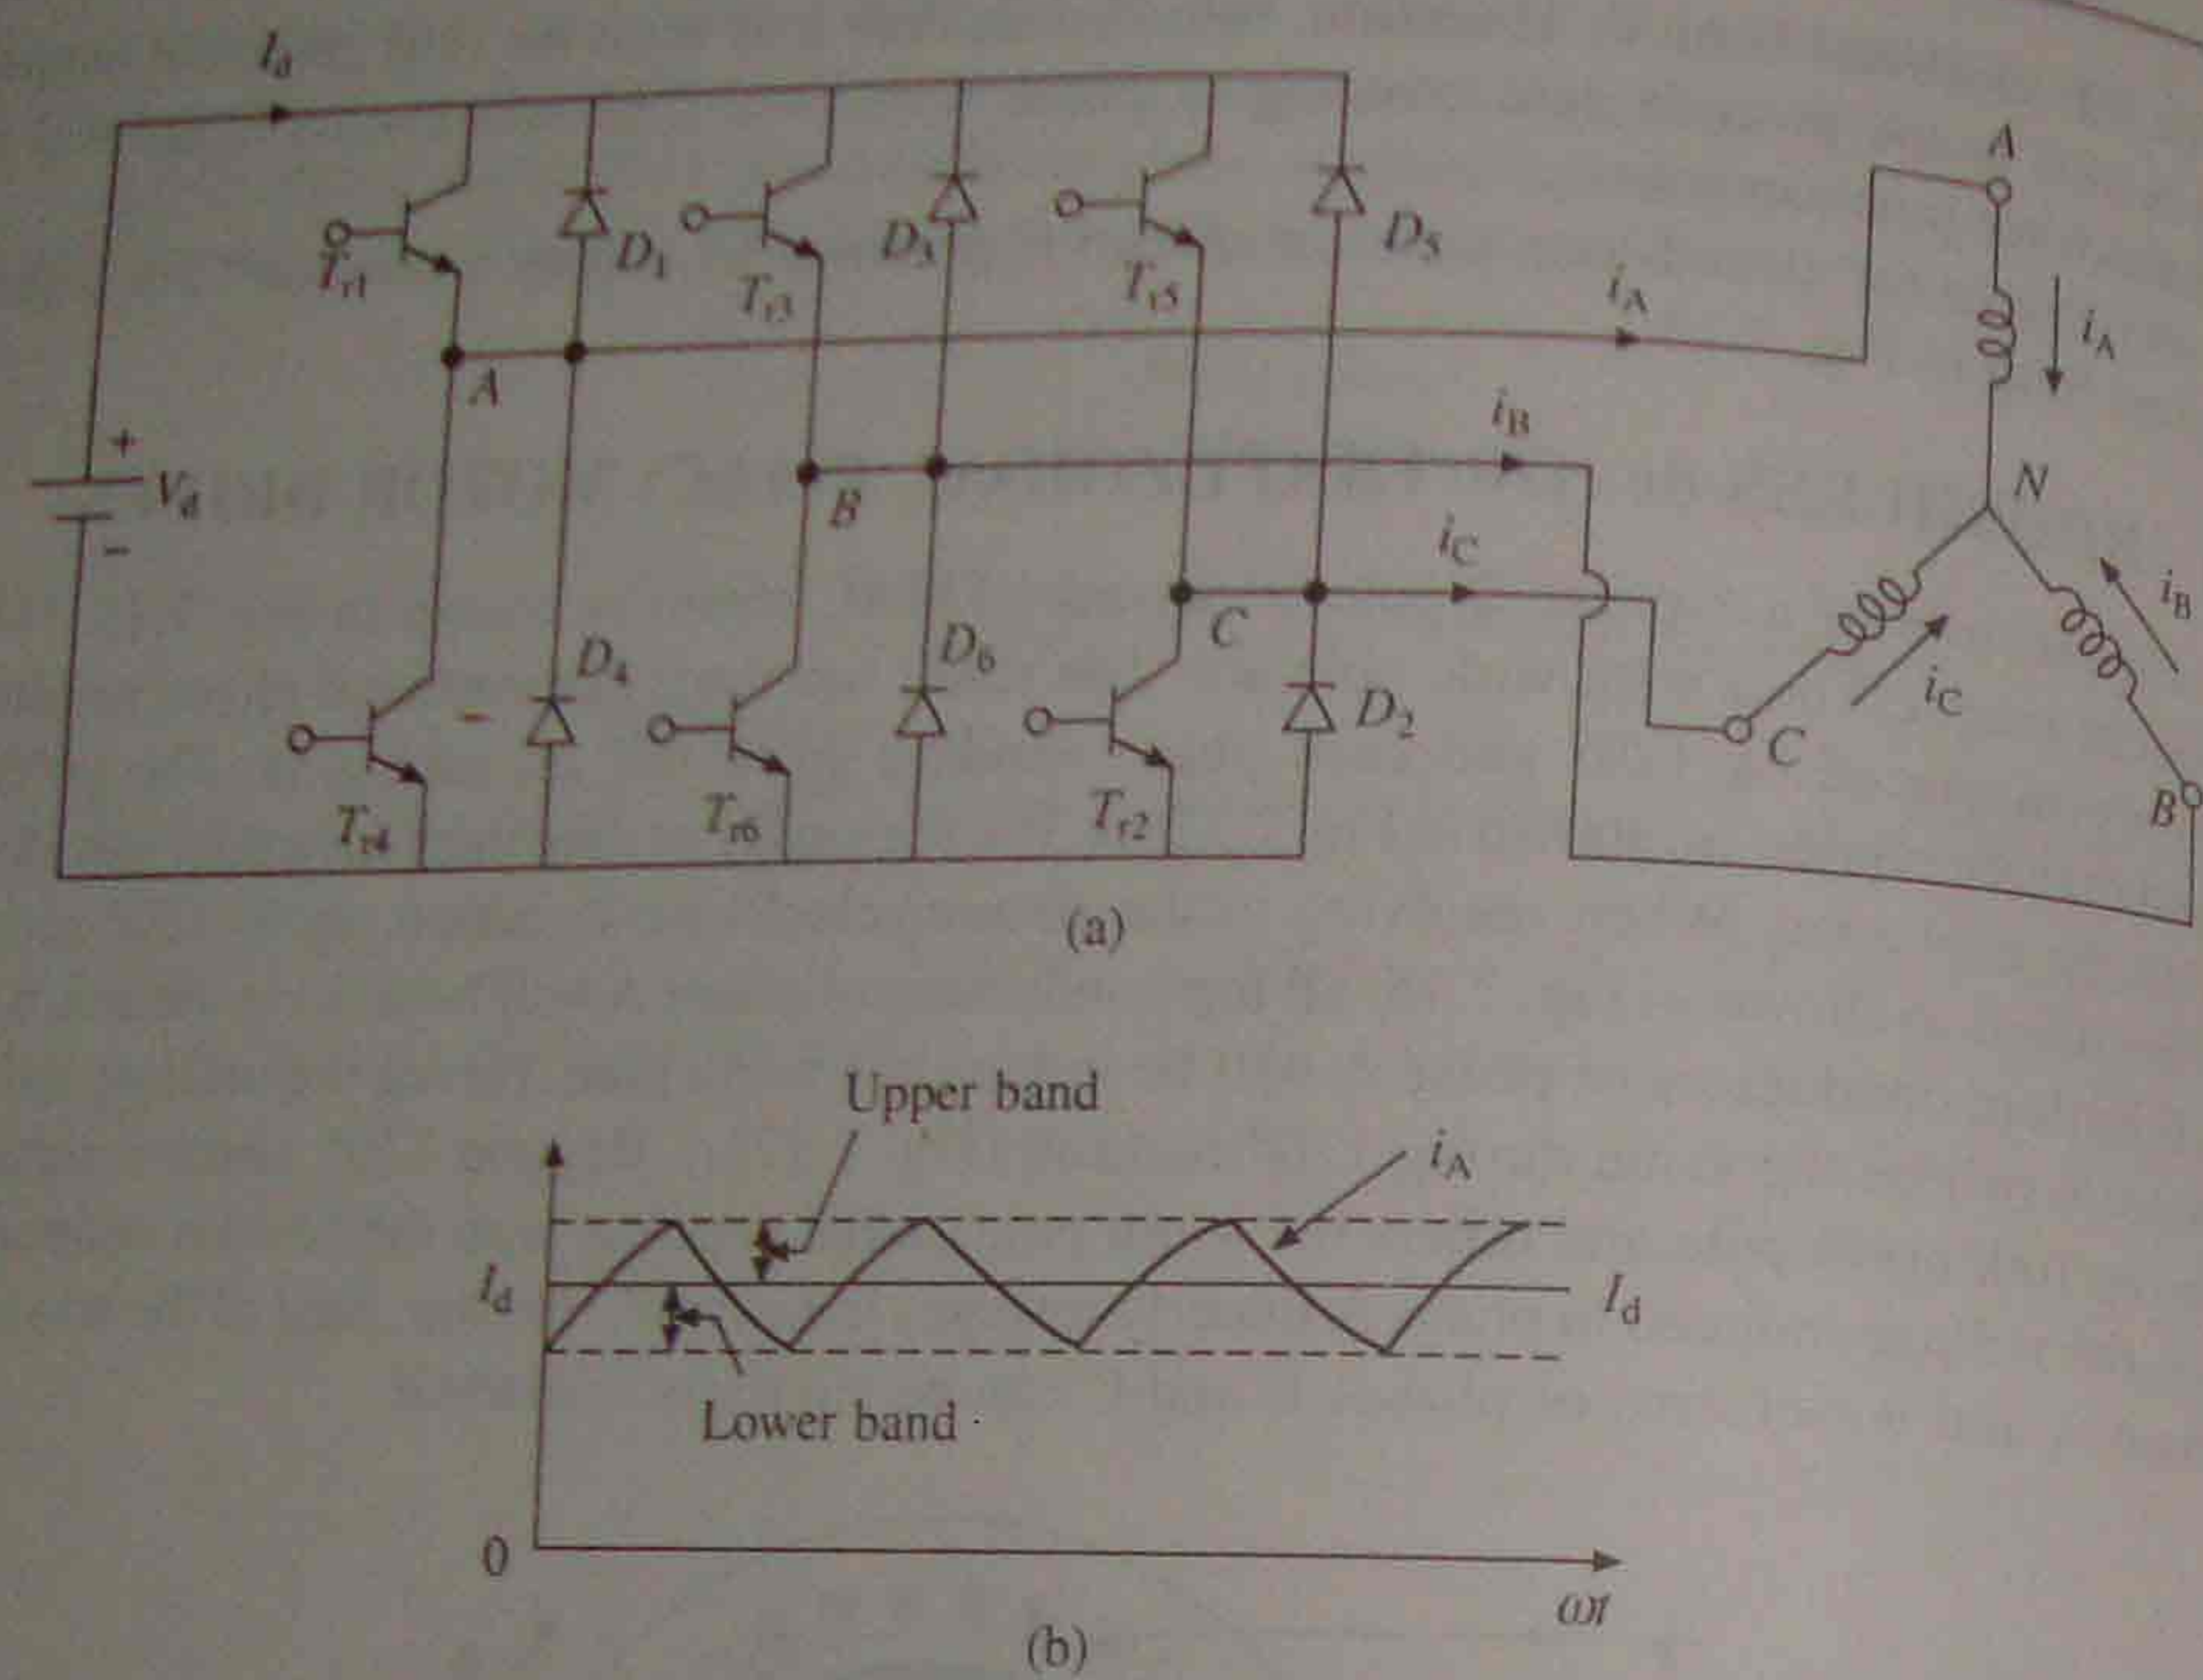 I_d
A
T_r1
D_1
T_r3
D_3
T_r5
D_5
i_A
i_A
A
i_B
N
+
V_d
B
−
i_C
i_B
C
D_4
D_6
i_C
D_2
C
T_r4
T_r6
T_r2
B
(a)
Upper band
i_A
I_d
I_d
Lower band
0
ωt
(b)